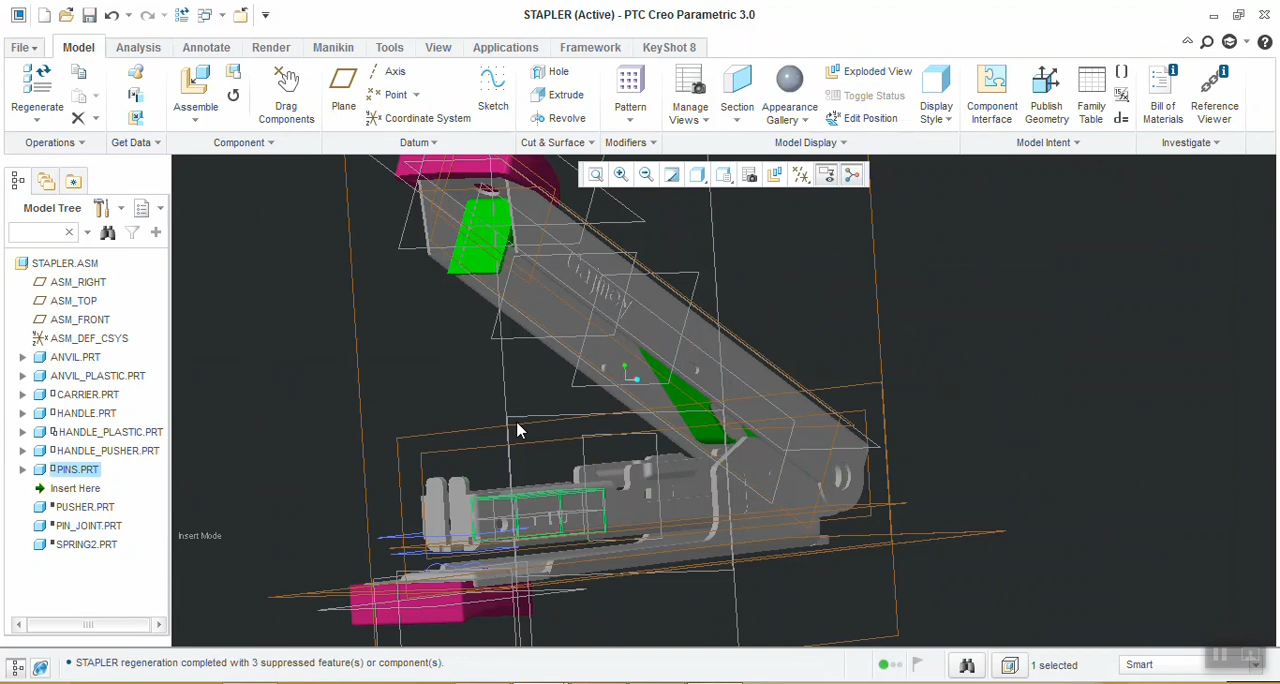 STAPLER (Active) - PTC Creo Parametric 3.0
File Model Analysis Annotate Render Manikin Tools View Applications Framework KeyShot 8
Regenerate
Operations
Get Data
Assemble
Component
Drag Components
Plane
Axis
Point
Coordinate System
Sketch
Datum
Hole
Extrude
Revolve
Cut & Surface
Pattern
Modifiers
Manage Views
Section
Appearance Gallery
Exploded View
Toggle Status
Edit Position
Display Style
Model Display
Component Interface
Publish Geometry
Family Table
Model Intent
Bill of Materials
Reference Viewer
Investigate
Model Tree
STAPLER.ASM
ASM_RIGHT
ASM_TOP
ASM_FRONT
ASM_DEF_CSYS
ANVIL.PRT
ANVIL_PLASTIC.PRT
CARRIER.PRT
HANDLE.PRT
HANDLE_PLASTIC.PRT
HANDLE_PUSHER.PRT
PINS.PRT
Insert Here
PUSHER.PRT
PIN_JOINT.PRT
SPRING2.PRT
Insert Mode
STAPLER regeneration completed with 3 suppressed feature(s) or component(s).
1 selected
Smart